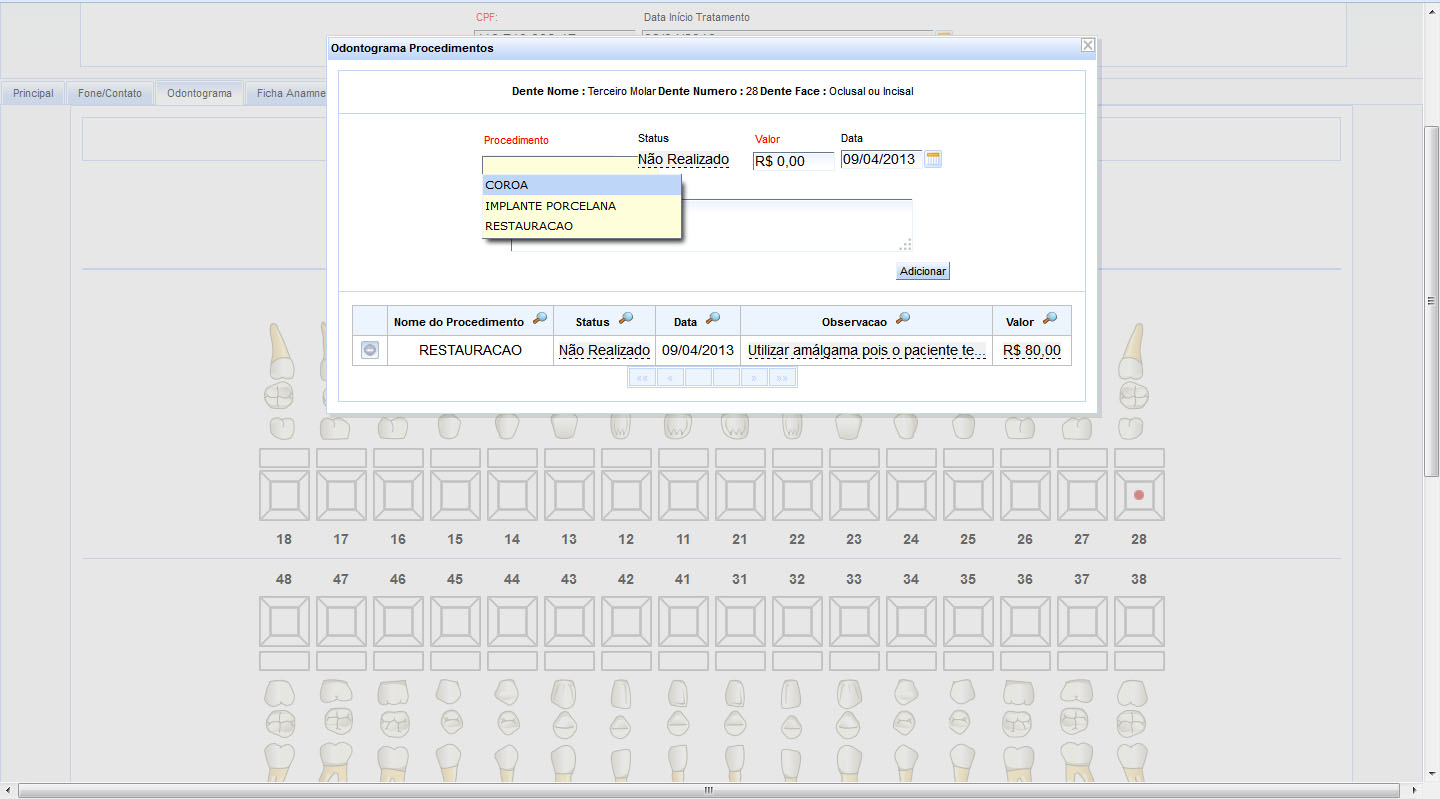 CPF: Data Início Tratamento
Odontograma Procedimentos
Principal Fone/Contato Odontograma Ficha Anamne
Dente Nome : Terceiro Molar Dente Numero : 28 Dente Face : Oclusal ou Incisal
Procedimento Status Valor Data
Não Realizado R$ 0,00 09/04/2013
COROA
IMPLANTE PORCELANA
RESTAURACAO
Adicionar
Nome do Procedimento Status Data Observacao Valor
RESTAURACAO Não Realizado 09/04/2013 Utilizar amálgama pois o paciente te... R$ 80,00
«« « » »»
18 17 16 15 14 13 12 11 21 22 23 24 25 26 27 28
48 47 46 45 44 43 42 41 31 32 33 34 35 36 37 38